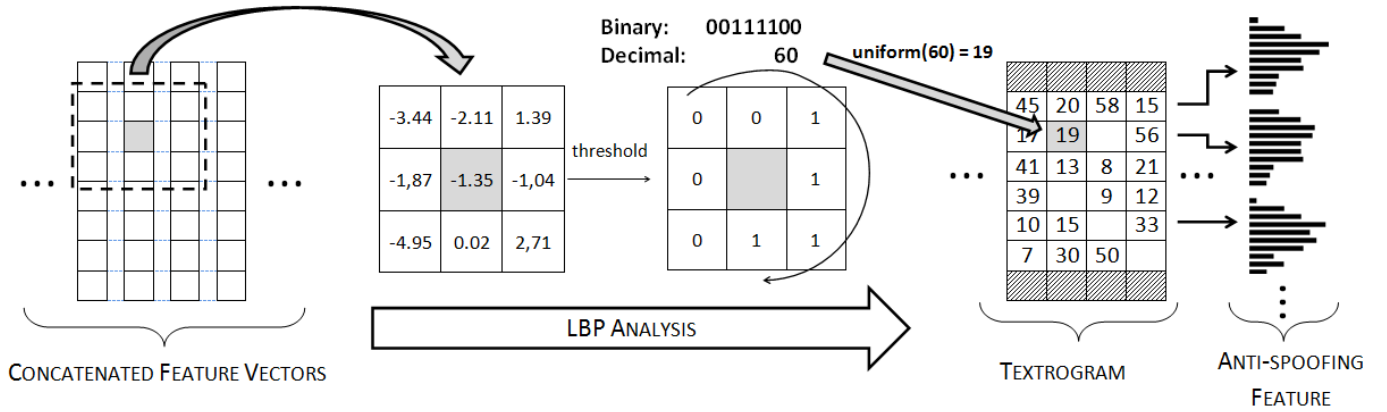 Binary: 00111100
Decimal: 60
uniform(60) = 19
-3.44 -2.11 1.39
-1,87 -1.35 -1,04
-4.95 0.02 2,71
threshold
0 0 1
0 1
0 1 1
45 20 58 15
17 19 56
41 13 8 21
39 9 12
10 15 33
7 30 50
... ... ... ...
LBP ANALYSIS
CONCATENATED FEATURE VECTORS
TEXTROGRAM
ANTI-SPOOFING
FEATURE